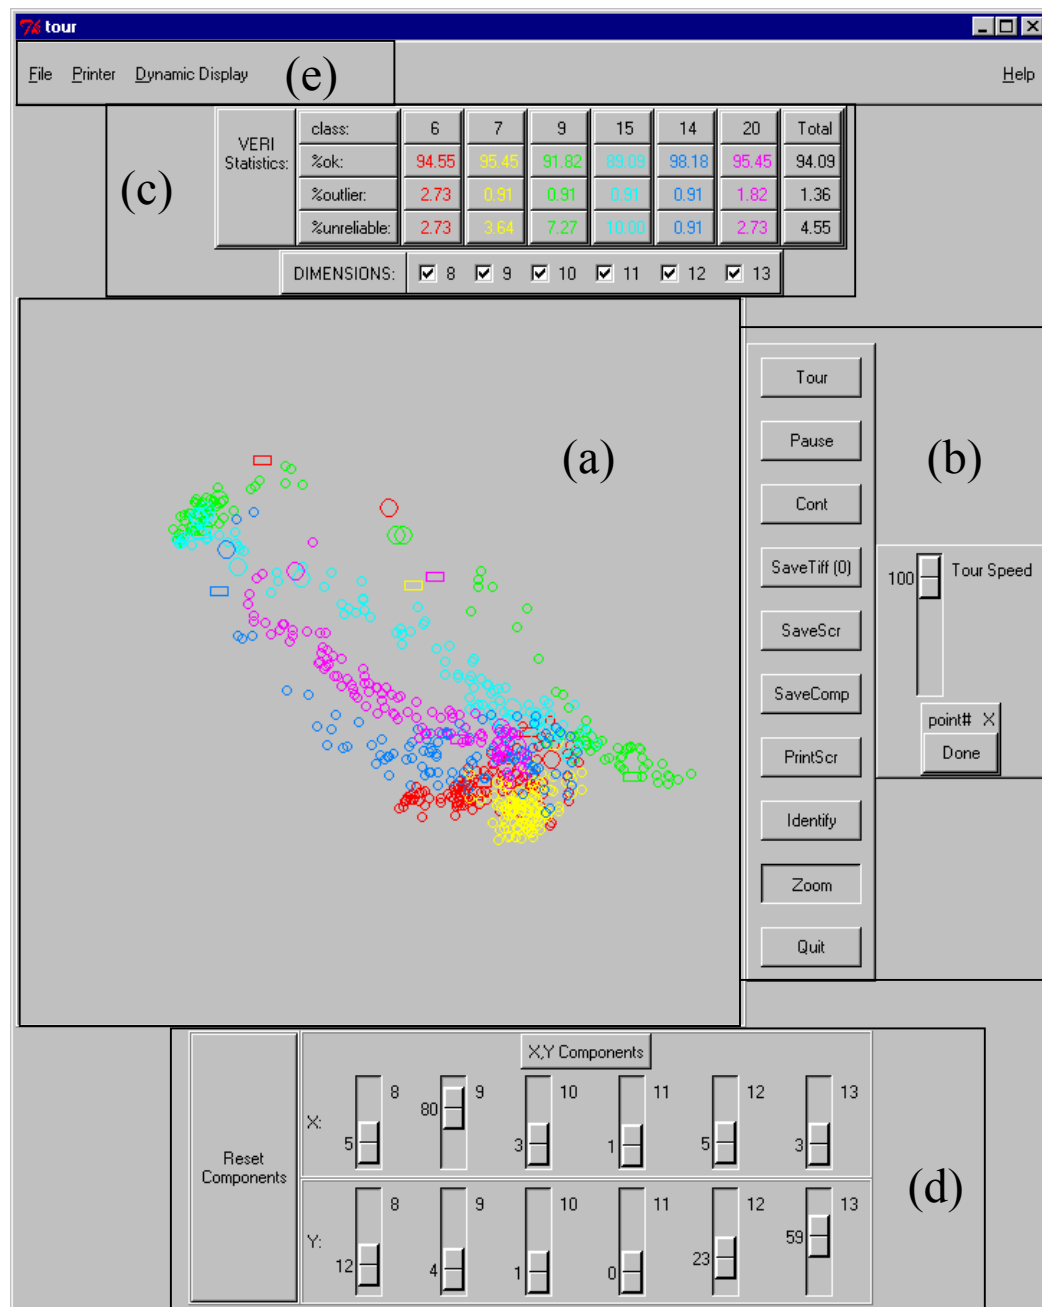 Tk tour
File Printer Dynamic Display (e) Help
VERI Statistics: class: 6 7 9 15 14 20 Total
%ok: 94.55 95.45 91.82 89.09 98.18 95.45 94.09
%outlier: 2.73 0.91 0.91 0.91 0.91 1.82 1.36
%unreliable: 2.73 3.64 7.27 10.00 0.91 2.73 4.55
(c)
DIMENSIONS: 8 9 10 11 12 13
(a)
Tour
Pause
Cont
SaveTiff (0)
SaveScr
SaveComp
PrintScr
Identify
Zoom
Quit
(b)
100 Tour Speed
point# X
Done
X,Y Components
Reset
Components
X:
8 9 10 11 12 13
5 80 3 1 5 3
Y:
8 9 10 11 12 13
12 4 1 0 23 59
(d)